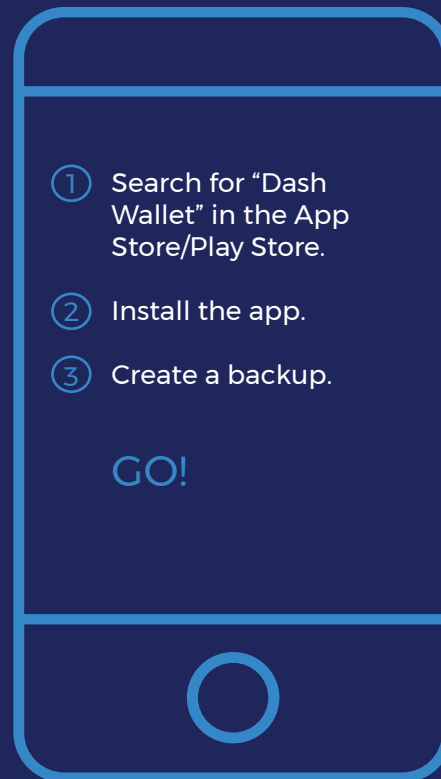 1 Search for “Dash
Wallet” in the App
Store/Play Store.
2 Install the app.
3 Create a backup.
GO!